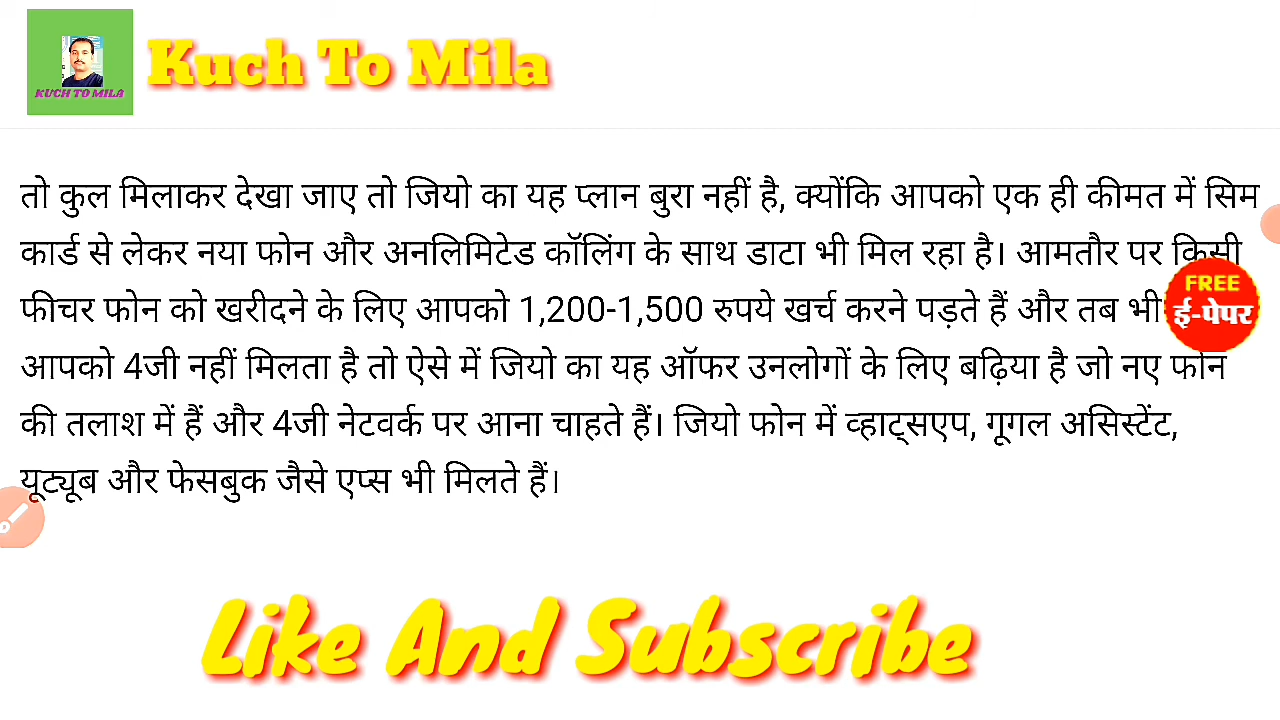 Kuch To Mila
KUCH TO MILA
तो कुल मिलाकर देखा जाए तो जियो का यह प्लान बुरा नहीं है, क्योंकि आपको एक ही कीमत में सिम
कार्ड से लेकर नया फोन और अनलिमिटेड कॉलिंग के साथ डाटा भी मिल रहा है। आमतौर पर किसी
फीचर फोन को खरीदने के लिए आपको 1,200-1,500 रुपये खर्च करने पड़ते हैं और तब भी
FREE
ई-पेपर
आपको 4जी नहीं मिलता है तो ऐसे में जियो का यह ऑफर उनलोगों के लिए बढ़िया है जो नए फोन
की तलाश में हैं और 4जी नेटवर्क पर आना चाहते हैं। जियो फोन में व्हाट्सएप, गूगल असिस्टेंट,
यूट्यूब और फेसबुक जैसे एप्स भी मिलते हैं।
Like And Subscribe